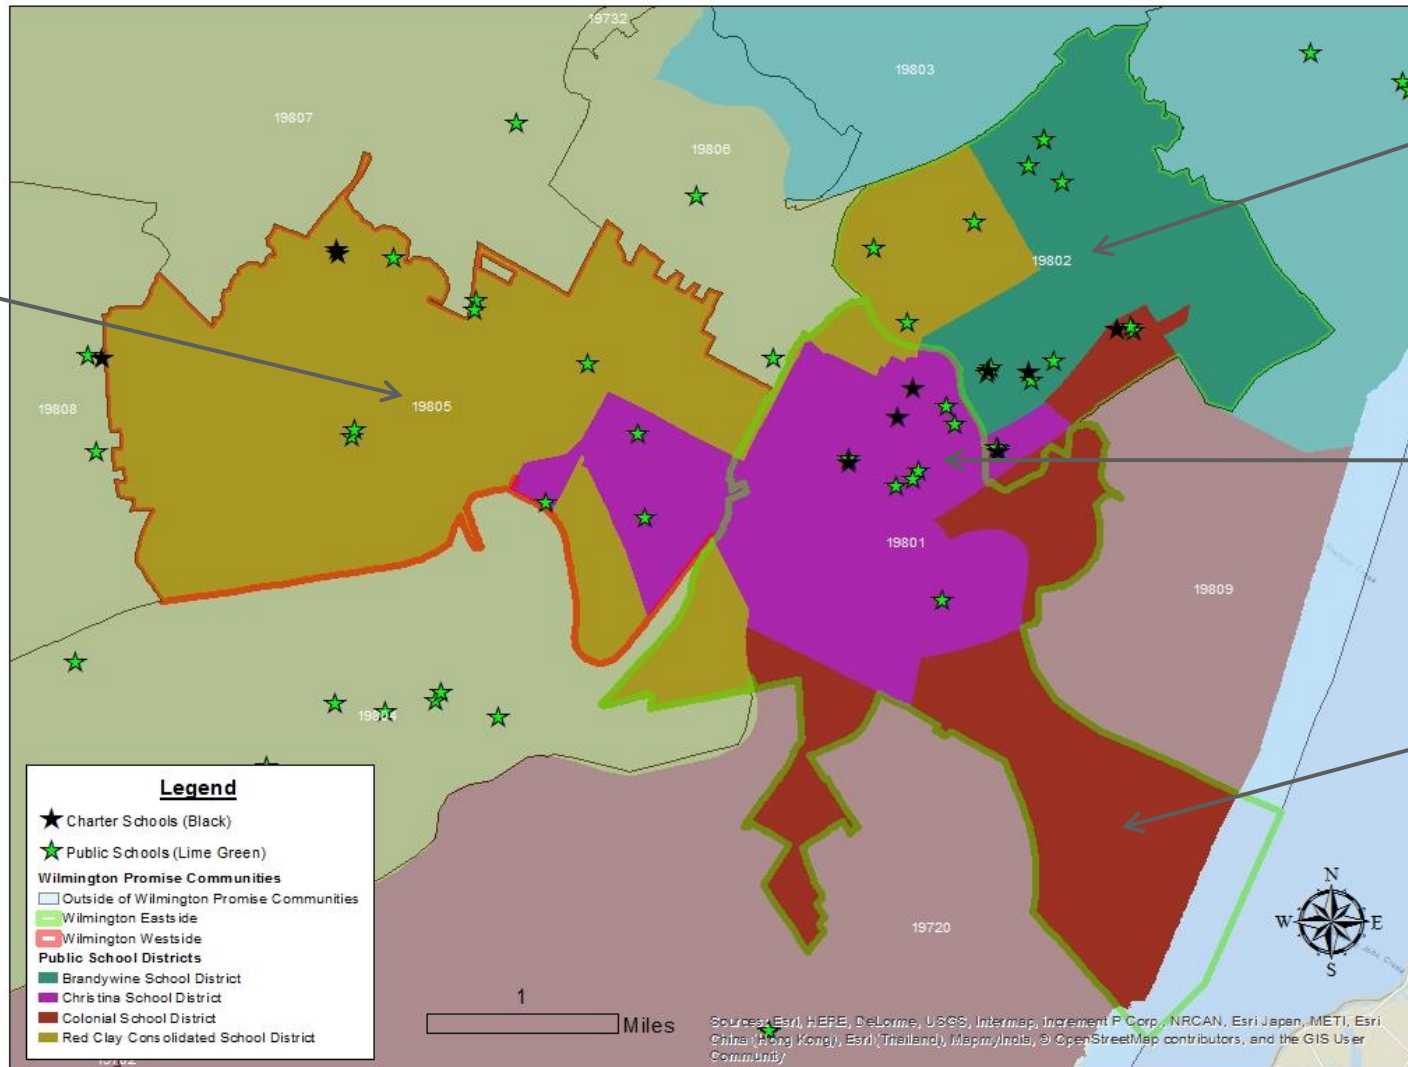 19732
19803
19807
19806
19802
19805
19808
19801
19809
19804
19720
Legend
Charter Schools (Black)
Public Schools (Lime Green)
Wilmington Promise Communities
Outside of Wilmington Promise Communities
Wilmington Eastside
Wilmington Westside
Public School Districts
Brandywine School District
Christina School District
Colonial School District
Red Clay Consolidated School District
1
Miles
N
W
E
S
Sources: Esri, HERE, DeLorme, USGS, Intermap, increment P Corp., NRCAN, Esri Japan, METI, Esri
China (Hong Kong), Esri (Thailand), MapmyIndia, © OpenStreetMap contributors, and the GIS User
Community